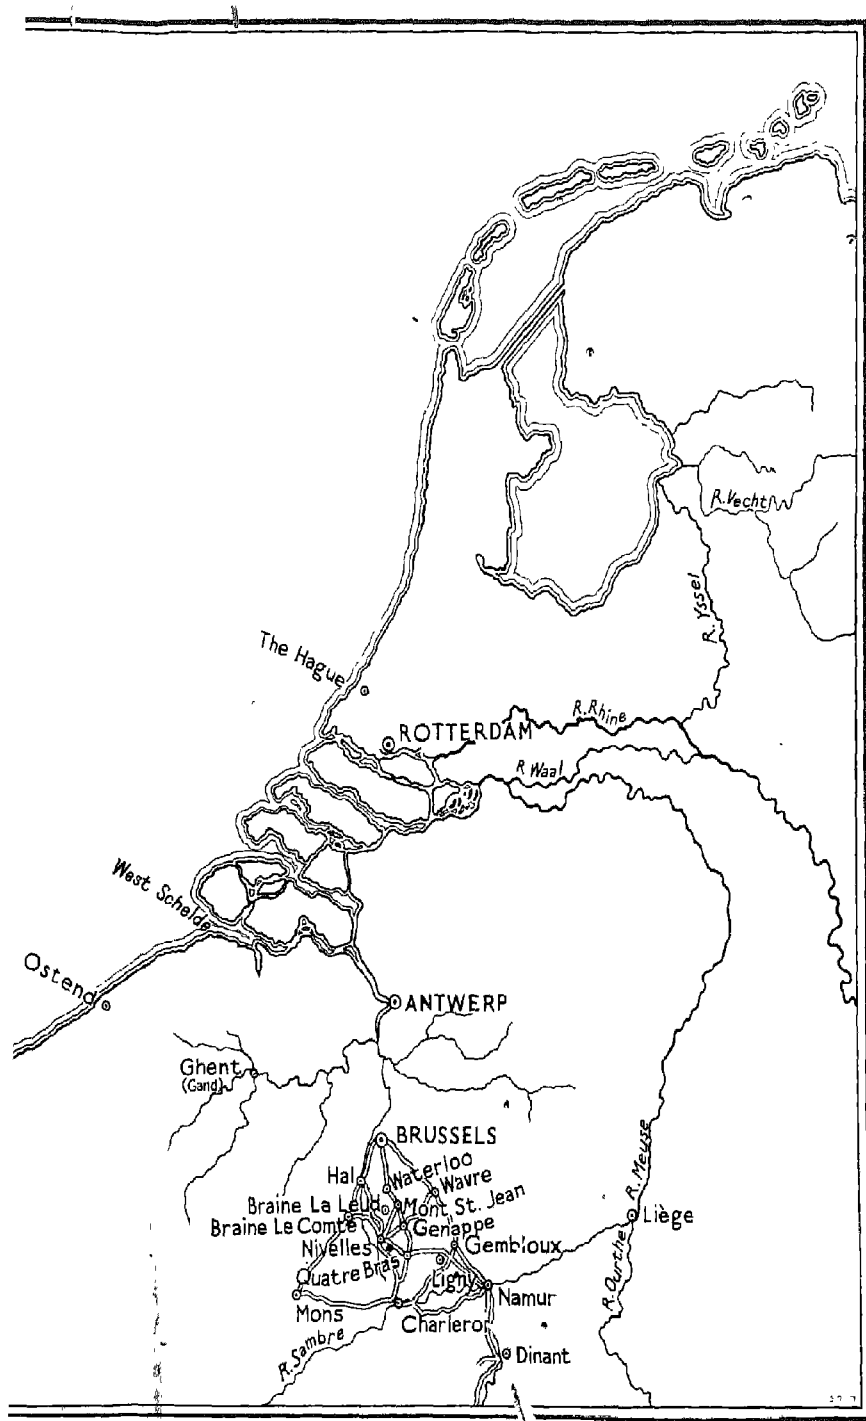 R. Vecht
R. Yssel
The Hague
R. Rhine
ROTTERDAM
R Waal
West Schelde
Ostend
ANTWERP
Ghent
(Gand)
BRUSSELS
R. Meuse
Hal
Waterloo
Wavre
Braine La Leud
Mont St. Jean
Braine Le Comte
Genappe
Liège
Nivelles
Gembloux
Quatre Bras
Ligny
R. Ourthe
Namur
Mons
Charleroi
R. Sambre
Dinant